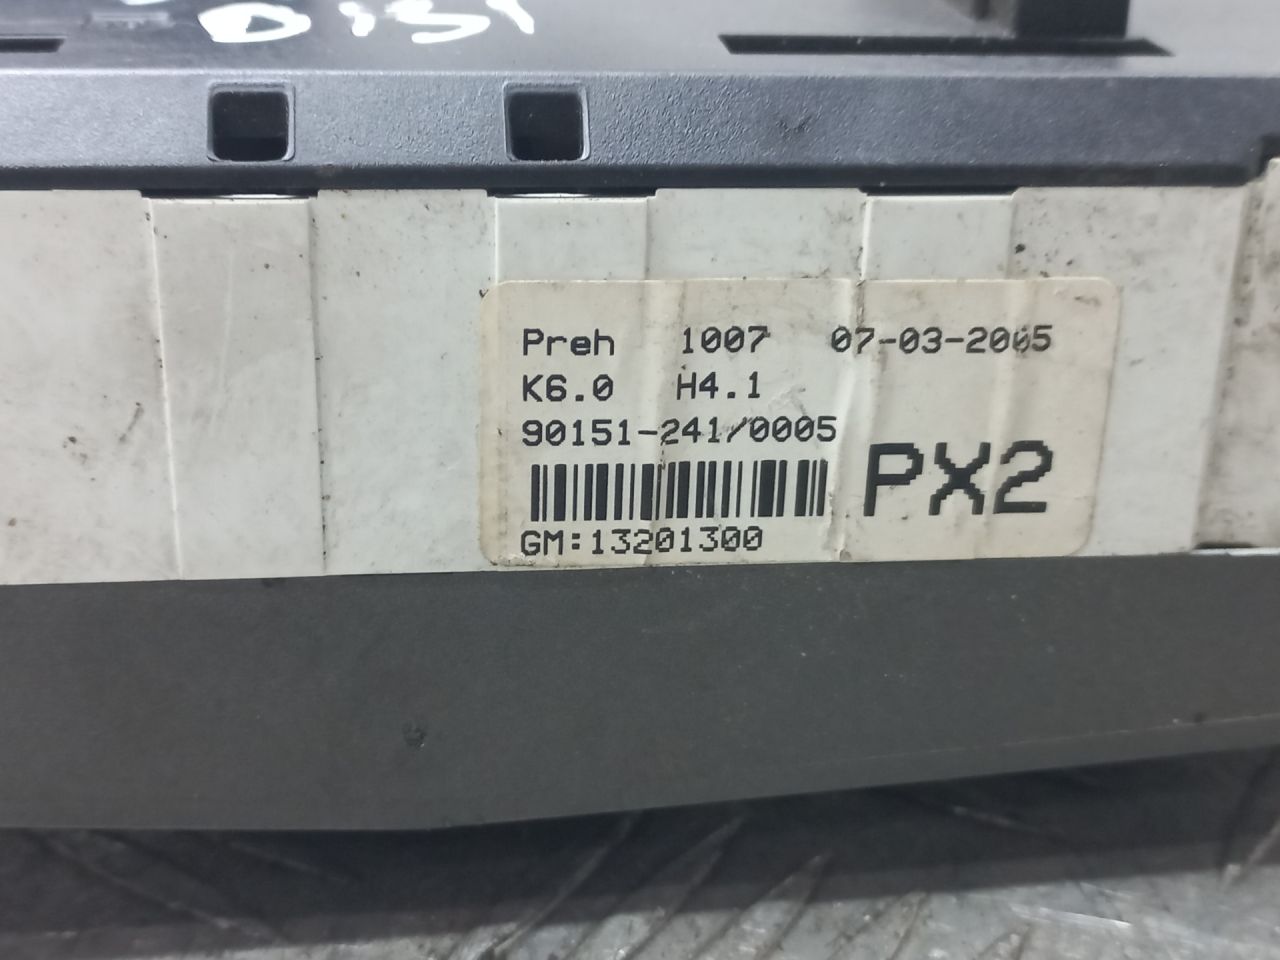 Preh 1007 07-03-2005
K6.0 H4.1
90151-241/0005
PX2
GM:13201300